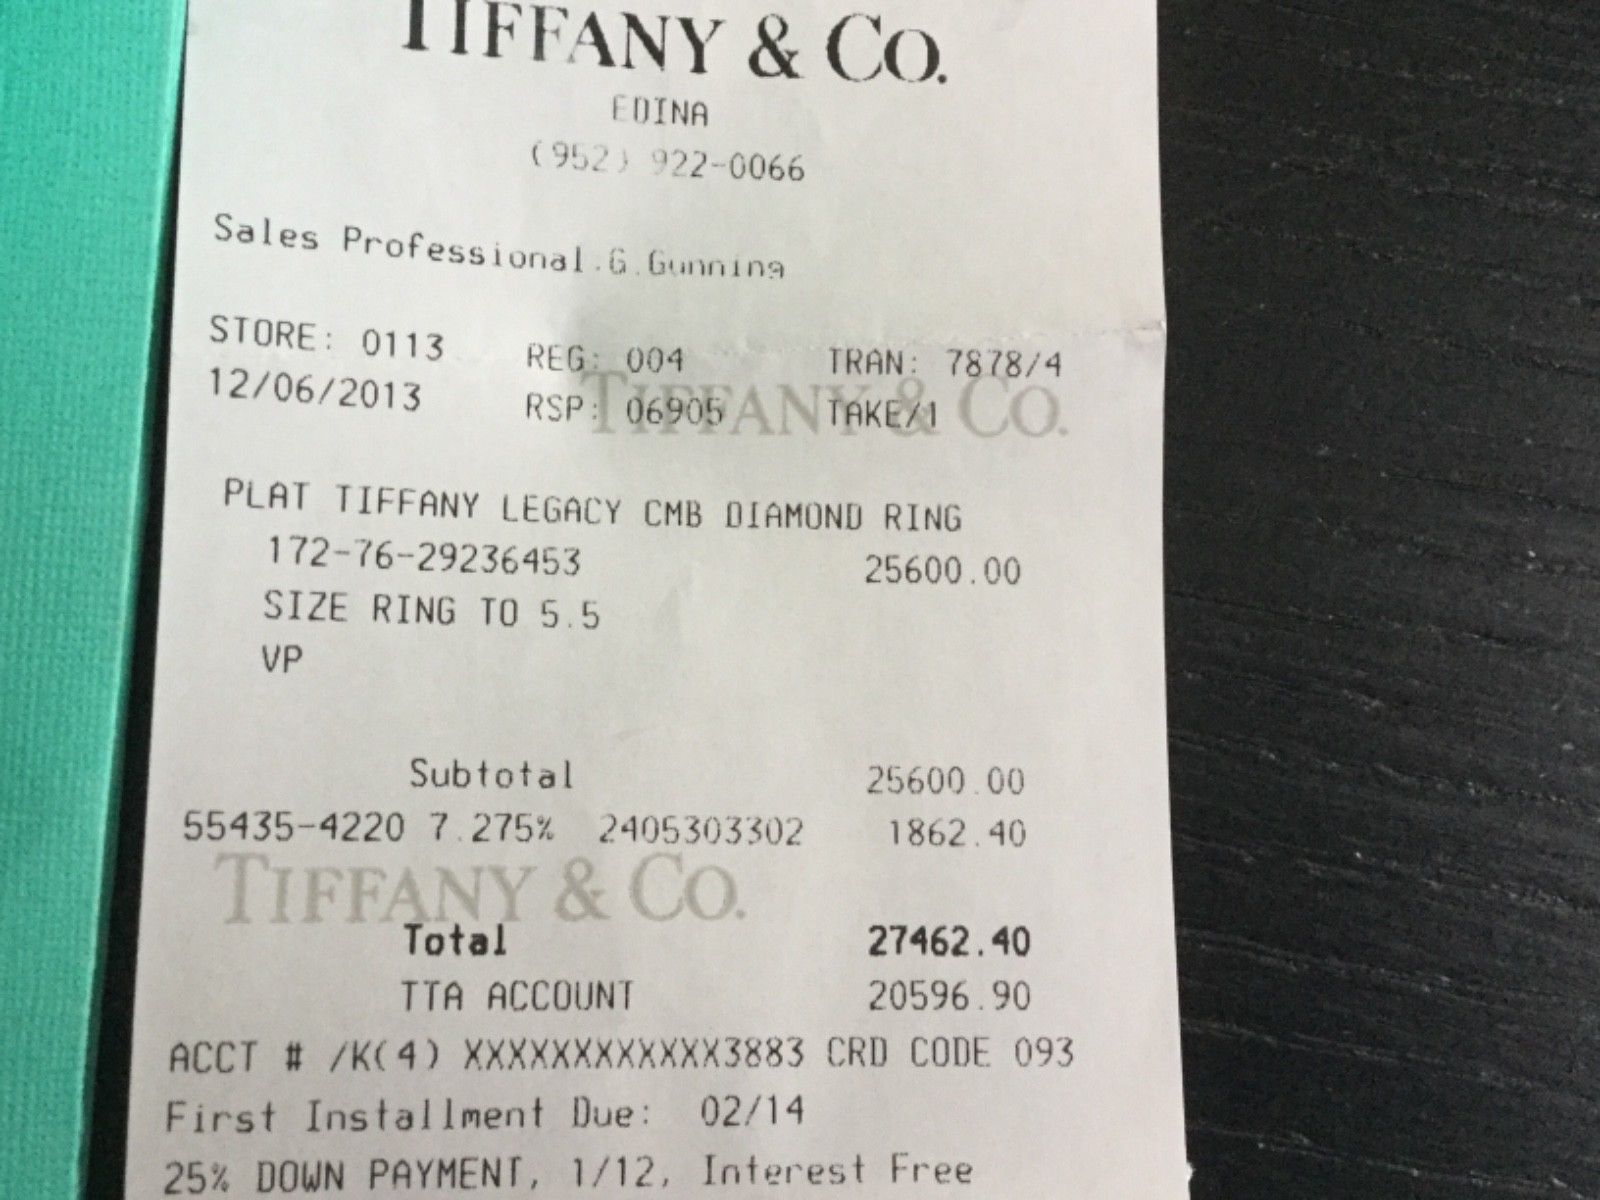 TIFFANY & CO.
EDINA
(952) 922-0066
Sales Professional.G.Gunning
STORE: 0113 REG: 004 TRAN: 7878/4
12/06/2013 RSP: 06905 TAKE/1
TIFFANY & CO.
PLAT TIFFANY LEGACY CMB DIAMOND RING
172-76-29236453 25600.00
SIZE RING TO 5.5
VP
Subtotal 25600.00
55435-4220 7.275% 2405303302 1862.40
TIFFANY & CO.
Total 27462.40
TTA ACCOUNT 20596.90
ACCT # /K(4) XXXXXXXXXXXX3883 CRD CODE 093
First Installment Due: 02/14
25% DOWN PAYMENT, 1/12, Interest Free